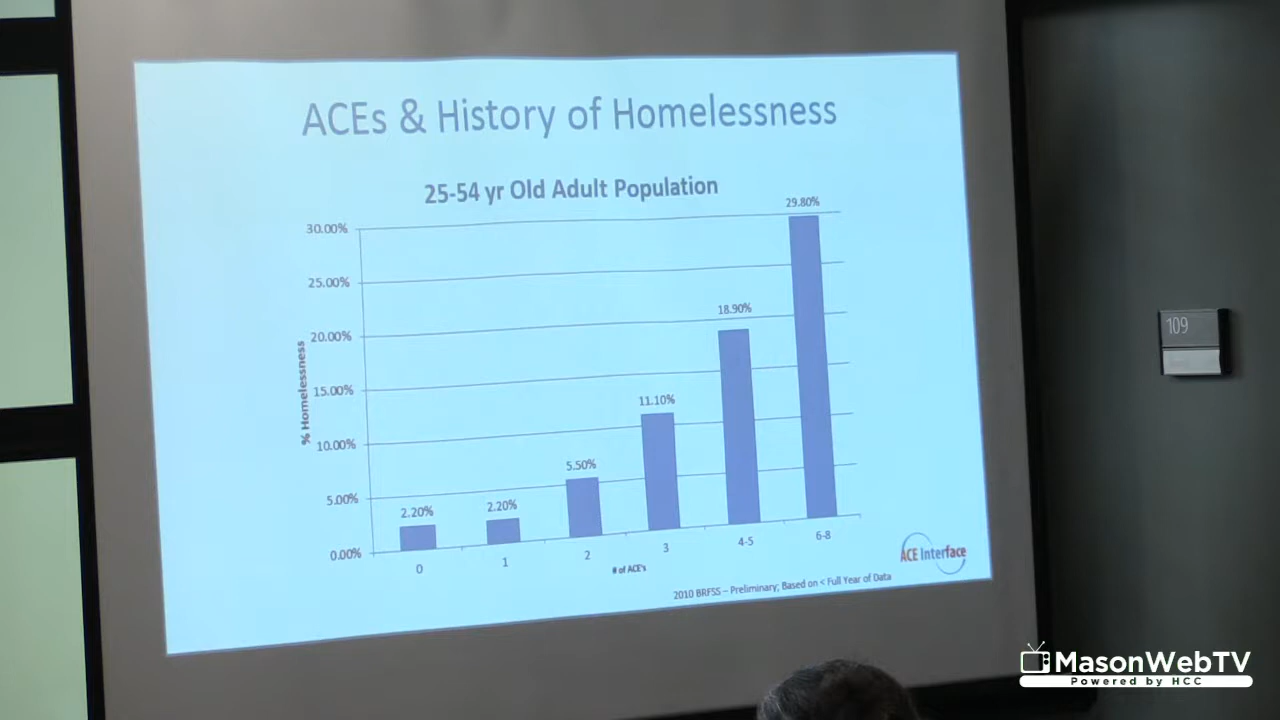 ACEs & History of Homelessness
25-54 yr Old Adult Population
% Homelessness
30.00%
25.00%
20.00%
15.00%
10.00%
5.00%
0.00%
2.20%
2.20%
5.50%
11.10%
18.90%
29.80%
0
1
2
3
4-5
6-8
# of ACE's
ACE Interface
2010 BRFSS – Preliminary; Based on < Full Year of Data
109
MasonWebTV
Powered by HCC